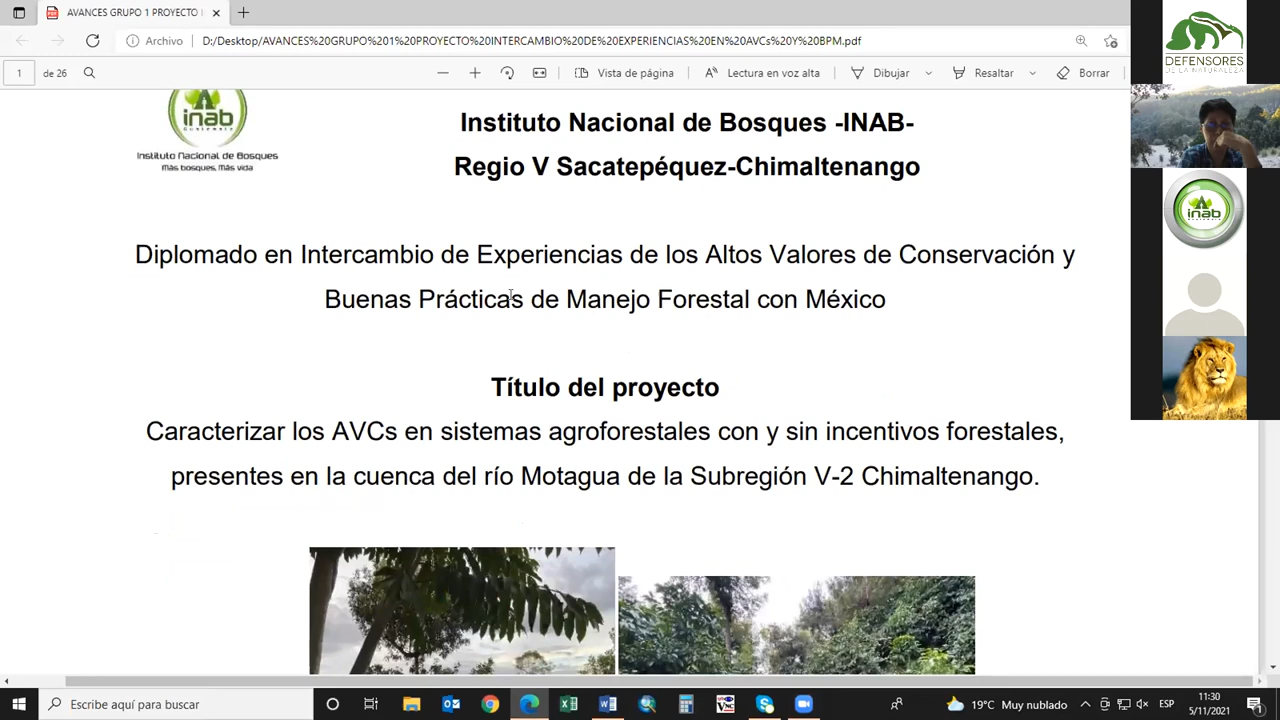 AVANCES GRUPO 1 PROYECTO I
Archivo
D:/Desktop/AVANCES%20GRUPO%201%20PROYECTO%20INTERCAMBIO%20DE%20EXPERIENCIAS%20EN%20AVCs%20Y%20BPM.pdf
1 de 26
Vista de página
Lectura en voz alta
Dibujar
Resaltar
Borrar
DEFENSORES
DE LA NATURALEZA
inab
Guatemala
Instituto Nacional de Bosques
Más bosques, Más vida
Instituto Nacional de Bosques -INAB-
Regio V Sacatepéquez-Chimaltenango
inab
Diplomado en Intercambio de Experiencias de los Altos Valores de Conservación y
Buenas Prácticas de Manejo Forestal con México
Título del proyecto
Caracterizar los AVCs en sistemas agroforestales con y sin incentivos forestales,
presentes en la cuenca del río Motagua de la Subregión V-2 Chimaltenango.
Escribe aquí para buscar
19°C Muy nublado
ESP
11:30
5/11/2021